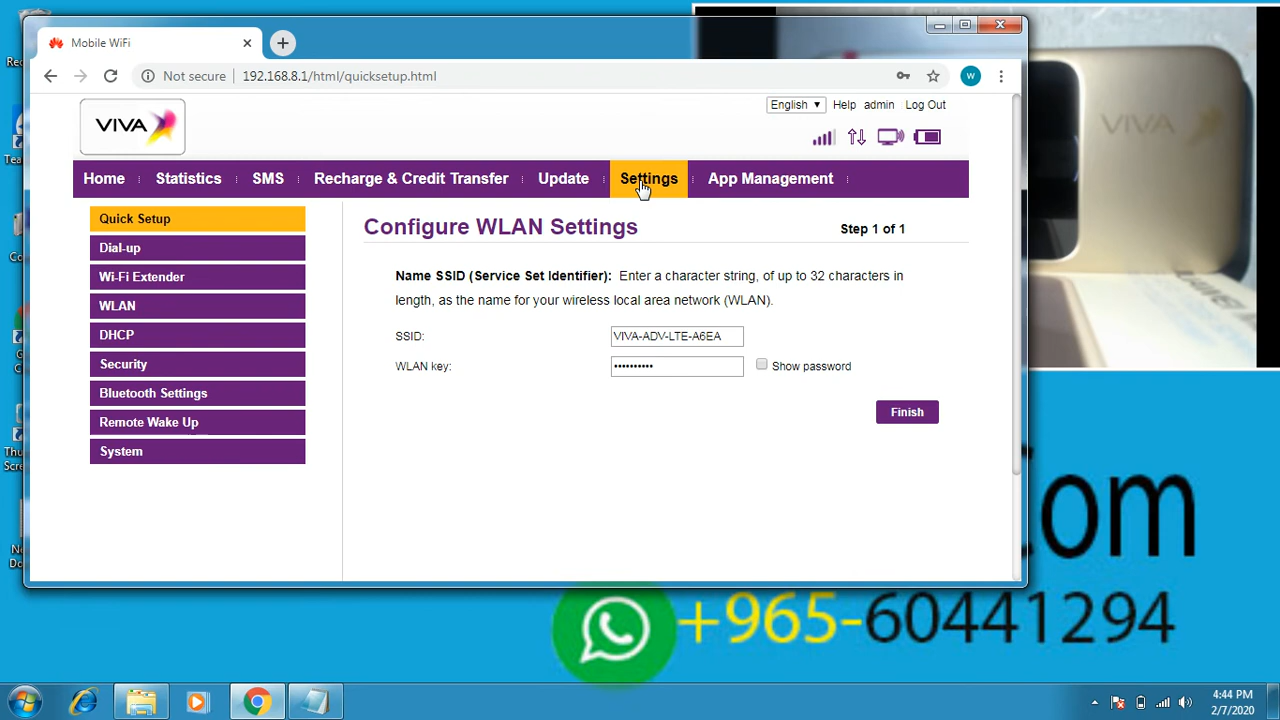 Mobile WiFi
Not secure
192.168.8.1/html/quicksetup.html
W
VIVA
English
Help
admin
Log Out
Home
Statistics
SMS
Recharge & Credit Transfer
Update
Settings
App Management
Quick Setup
Dial-up
Wi-Fi Extender
WLAN
DHCP
Security
Bluetooth Settings
Remote Wake Up
System
Configure WLAN Settings
Step 1 of 1
Name SSID (Service Set Identifier): Enter a character string, of up to 32 characters in
length, as the name for your wireless local area network (WLAN).
SSID:
VIVA-ADV-LTE-A6EA
WLAN key:
••••••••••
Show password
Finish
VIVA
om
+965-60441294
4:44 PM
2/7/2020